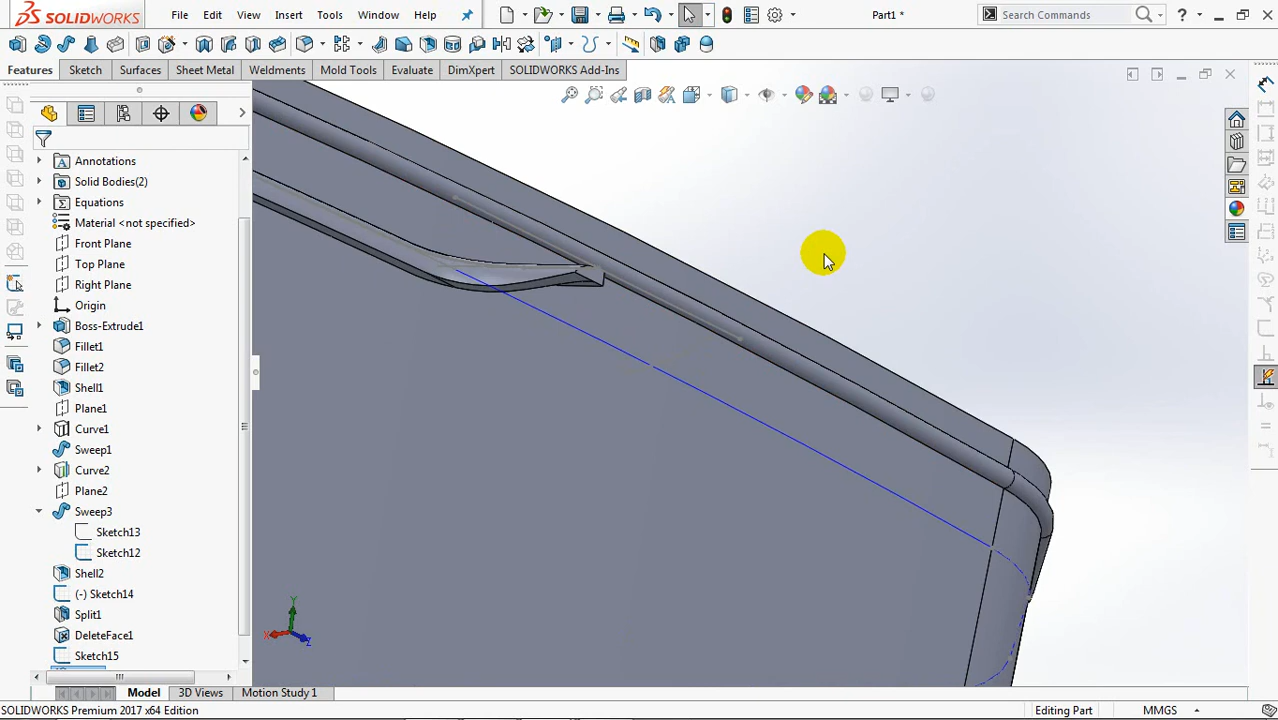 SOLIDWORKS File Edit View Insert Tools Window Help Part1 * Search Commands ?
Features Sketch Surfaces Sheet Metal Weldments Mold Tools Evaluate DimXpert SOLIDWORKS Add-Ins
Annotations
Solid Bodies(2)
Equations
Material <not specified>
Front Plane
Top Plane
Right Plane
Origin
Boss-Extrude1
Fillet1
Fillet2
Shell1
Plane1
Curve1
Sweep1
Curve2
Plane2
Sweep3
Sketch13
Sketch12
Shell2
(-) Sketch14
Split1
DeleteFace1
Sketch15
Y
X
Z
Model 3D Views Motion Study 1
SOLIDWORKS Premium 2017 x64 Edition Editing Part MMGS